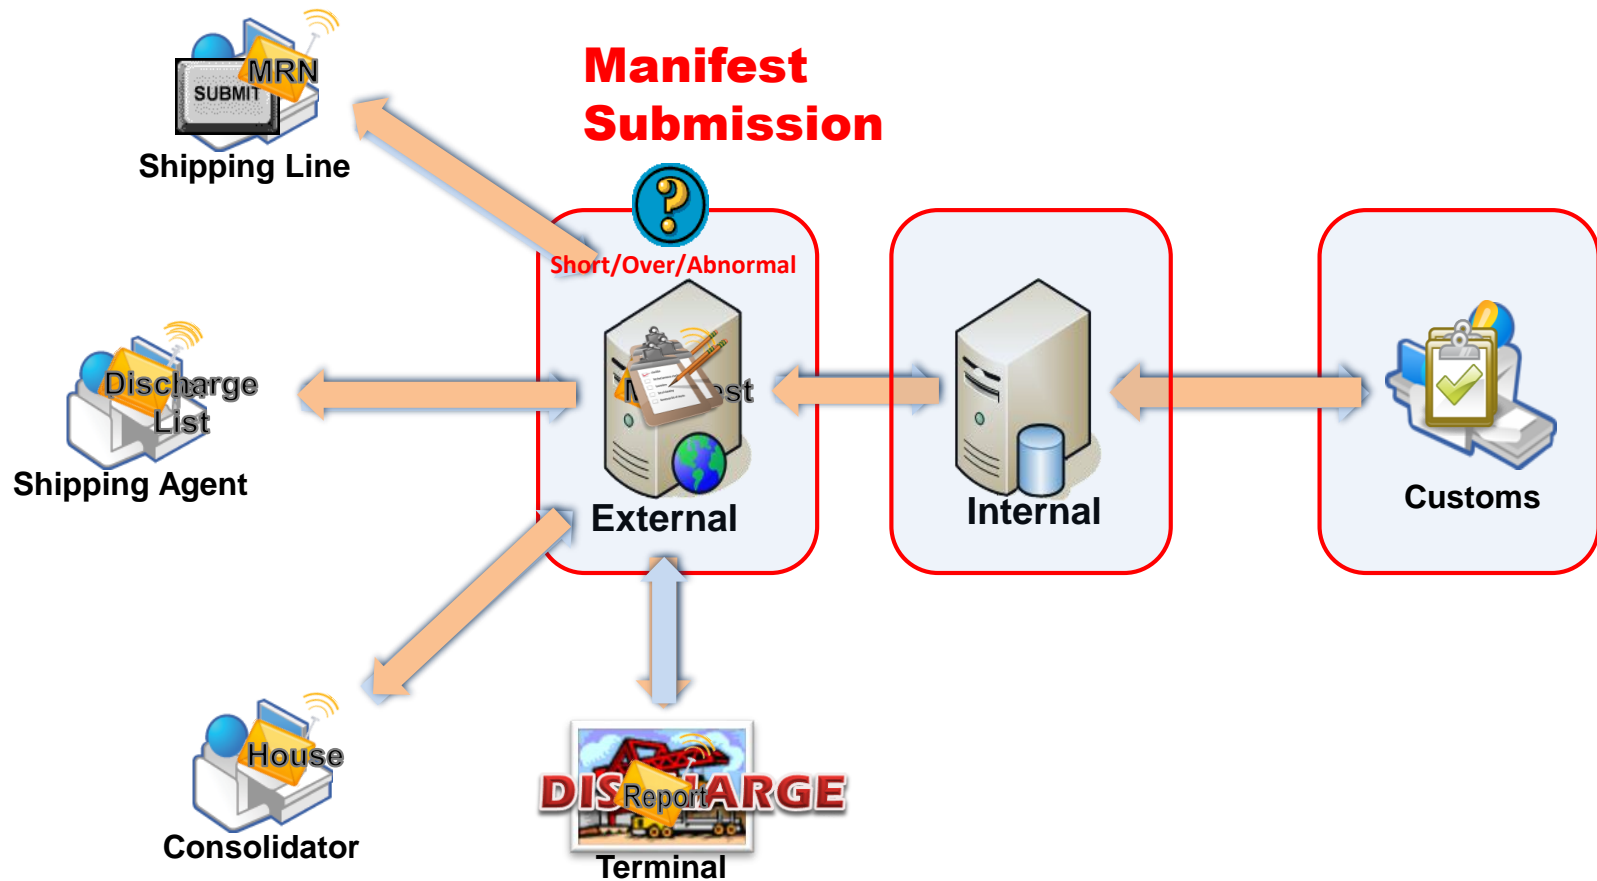 Manifest
Submission
MRN
SUBMIT
Shipping Line
Short/Over/Abnormal
Discharge
List
Shipping Agent
External
Internal
Customs
House
Consolidator
DISCHARGE
Report
Terminal